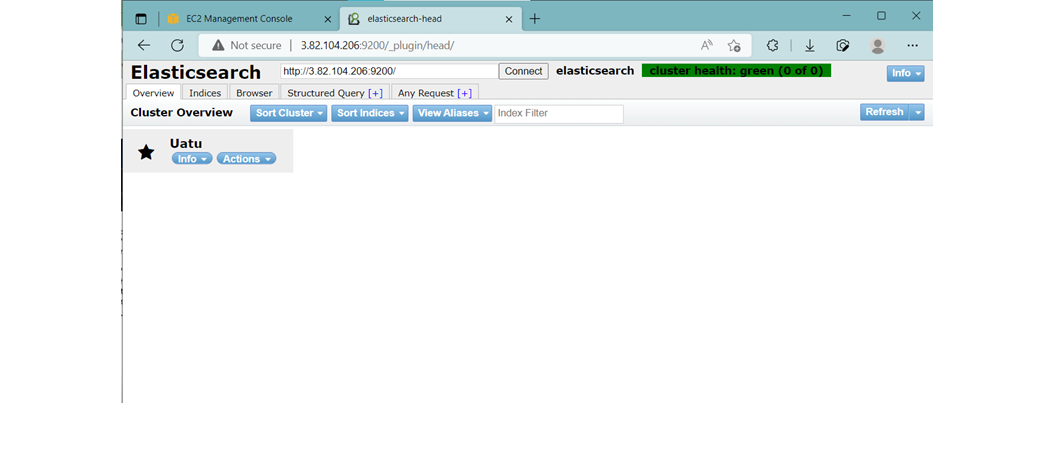 EC2 Management Console
elasticsearch-head
Not secure | 3.82.104.206:9200/_plugin/head/
Elasticsearch http://3.82.104.206:9200/ Connect elasticsearch cluster health: green (0 of 0) Info
Overview Indices Browser Structured Query [+] Any Request [+]
Cluster Overview Sort Cluster Sort Indices View Aliases Index Filter Refresh
Uatu
Info Actions